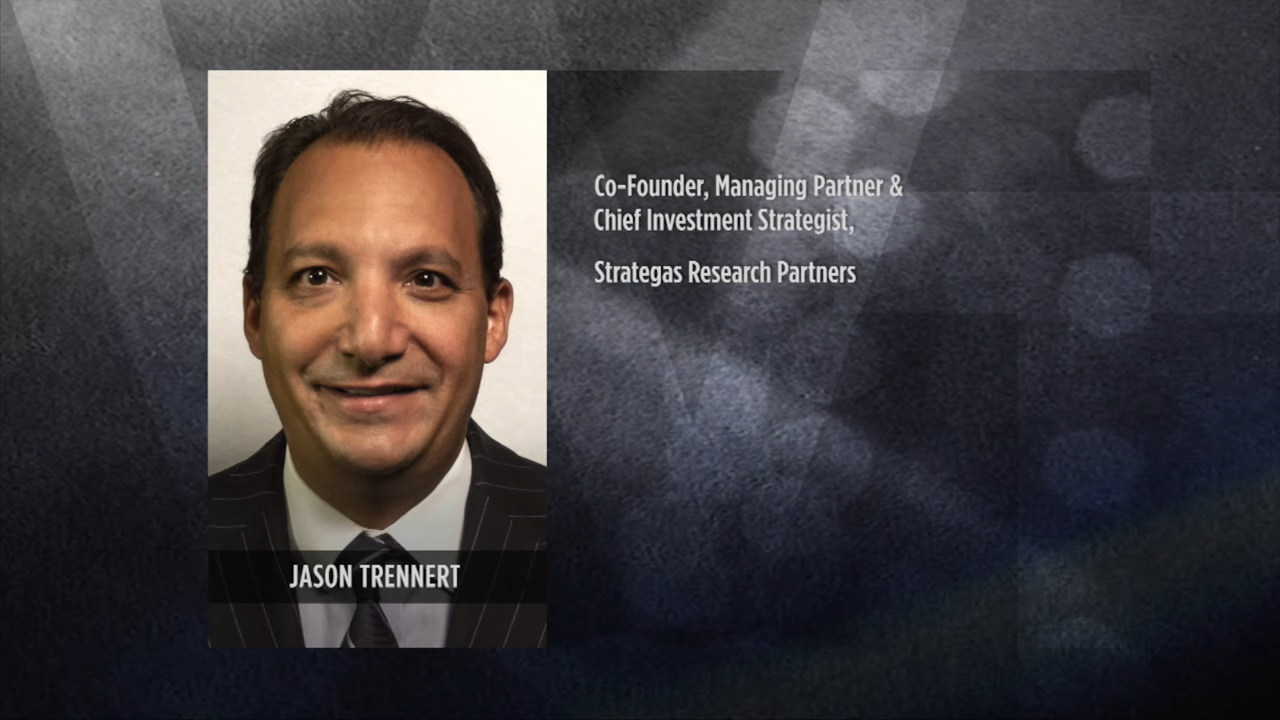 Co-Founder, Managing Partner &
Chief Investment Strategist,
Strategas Research Partners
JASON TRENNERT